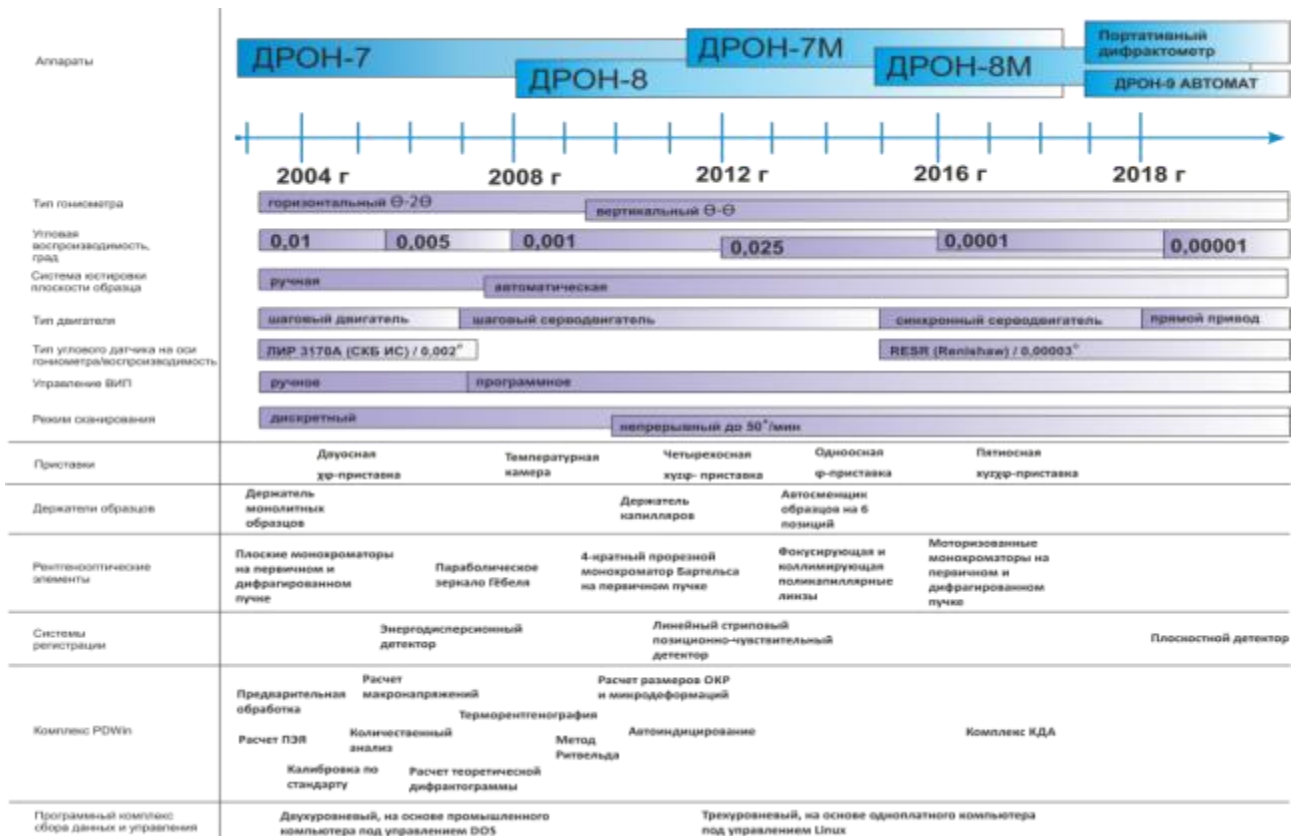 Аппараты
ДРОН-7
ДРОН-8
ДРОН-7М
ДРОН-8М
Портативный
дифрактометр
ДРОН-9 АВТОМАТ
2004 г
2008 г
2012 г
2016 г
2018 г
Тип гониометра
горизонтальный Ɵ-2Ɵ
вертикальный Ɵ-Ɵ
Угловая
воспроизводимость,
град
0,01
0,005
0,001
0,025
0,0001
0,00001
Система юстировки
плоскости образца
ручная
автоматическая
Тип двигателя
шаговый двигатель
шаговый серводвигатель
синхронный серводвигатель
прямой привод
Тип углового датчика на оси
гониометра/воспроизводимость
ЛИР 3170А (СКБ ИС) / 0,002°
RESR (Renishaw) / 0,00003°
Управление ВИП
ручное
программное
Режим сканирования
дискретный
непрерывный до 50°/мин
Приставки
Двуосная
χφ-приставка
Температурная
камера
Четырехосная
xyzφ- приставка
Одноосная
φ-приставка
Пятиосная
xyzχφ-приставка
Держатели образцов
Держатель
монолитных
образцов
Держатель
капилляров
Автосменщик
образцов на 6
позиций
Рентгенооптические
элементы
Плоские монохроматоры
на первичном и
дифрагированном
пучке
Параболическое
зеркало Гёбеля
4-кратный прорезной
монохроматор Бартельса
на первичном пучке
Фокусирующая и
коллимирующая
поликапиллярные
линзы
Моторизованные
монохроматоры на
первичном и
дифрагированном
пучке
Системы
регистрации
Энергодисперсионный
детектор
Линейный стриповый
позиционно-чувствительный
детектор
Плоскостной детектор
Комплекс PDWin
Предварительная
обработка
Расчет
макронапряжений
Расчет размеров ОКР
и микродеформаций
Терморентгенография
Расчет ПЭЯ
Количественный
анализ
Метод
Ритвельда
Автоиндицирование
Комплекс КДА
Калибровка по
стандарту
Расчет теоретической
дифрактограммы
Программный комплекс
сбора данных и управления
Двухуровневый, на основе промышленного
компьютера под управлением DOS
Трехуровневый, на основе одноплатного компьютера
под управлением Linux